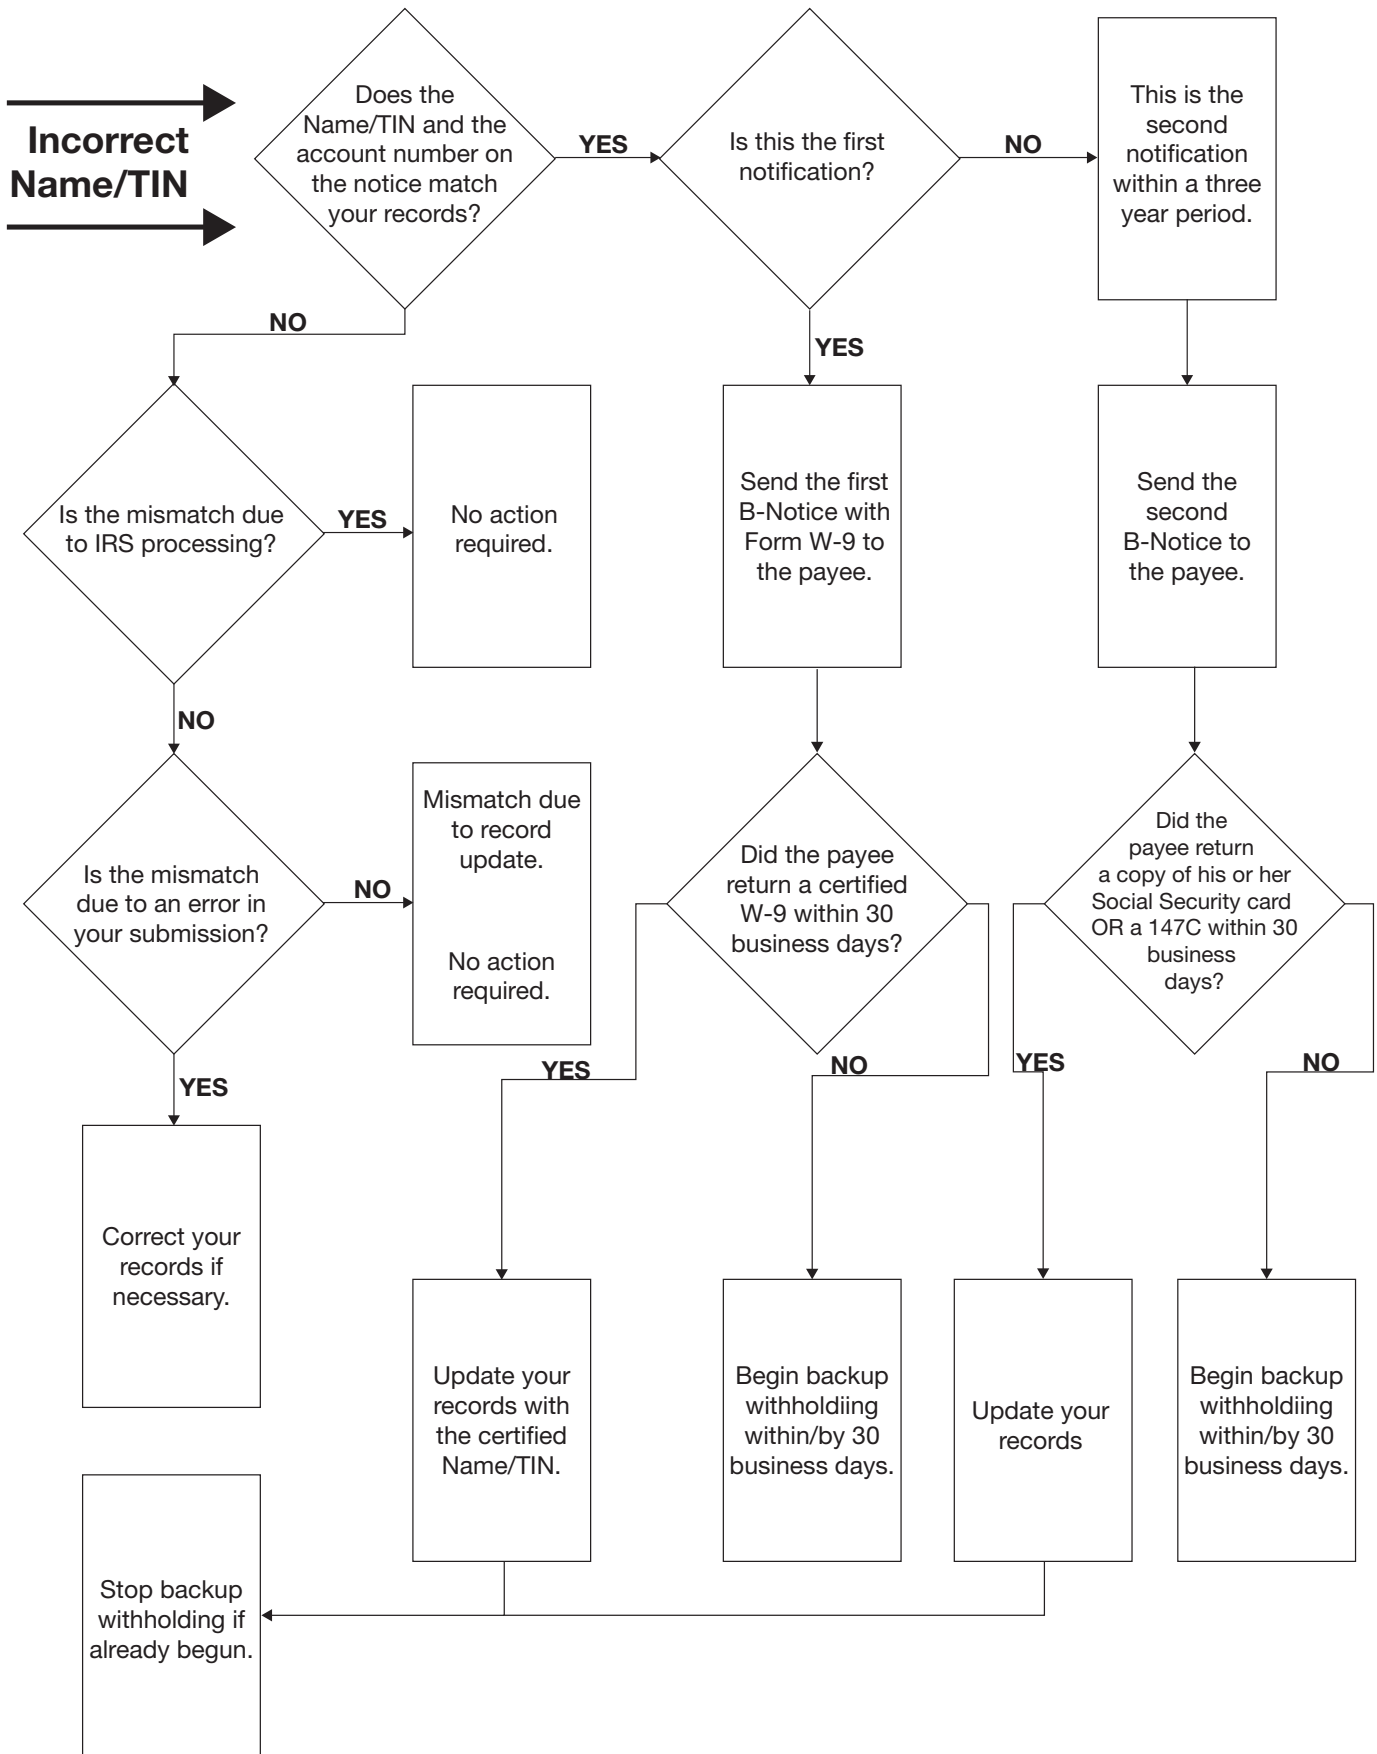 Incorrect
Name/TIN
Does the
Name/TIN and the
account number on
the notice match
your records?
YES
Is this the first
notification?
NO
This is the
second
notification
within a three
year period.
NO
YES
Is the mismatch due
to IRS processing?
YES
No action
required.
Send the first
B-Notice with
Form W-9 to
the payee.
Send the
second
B-Notice to
the payee.
NO
Is the mismatch
due to an error in
your submission?
NO
Mismatch due
to record
update.
No action
required.
Did the payee
return a certified
W-9 within 30
business days?
Did the
payee return
a copy of his or her
Social Security card
OR a 147C within 30
business
days?
YES
YES
NO
YES
NO
Correct your
records if
necessary.
Update your
records with
the certified
Name/TIN.
Begin backup
withholdiing
within/by 30
business days.
Update your
records
Begin backup
withholdiing
within/by 30
business days.
Stop backup
withholding if
already begun.